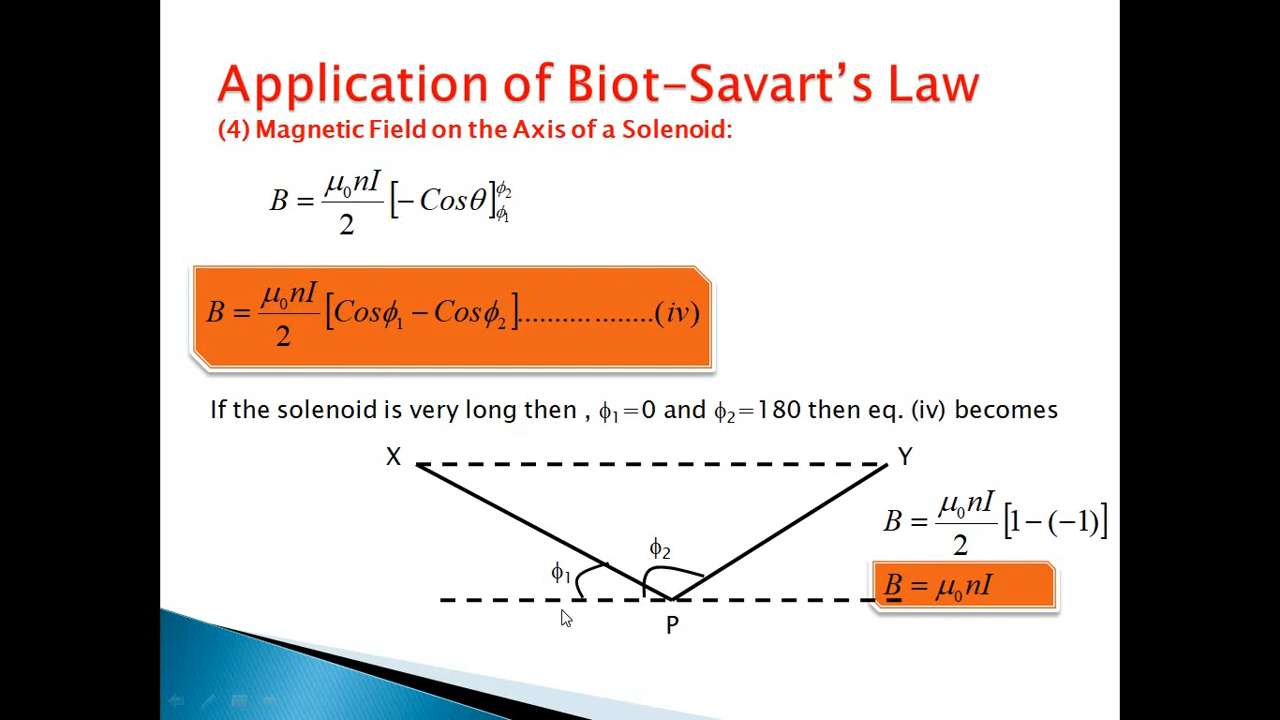 Application of Biot-Savart’s Law
(4) Magnetic Field on the Axis of a Solenoid:
B = μ₀nI/2 [− Cosθ]ϕ₁^ϕ₂
B = μ₀nI/2 [Cosϕ₁ − Cosϕ₂]..................(iv)
If the solenoid is very long then , ϕ₁=0 and ϕ₂=180 then eq. (iv) becomes
X Y
B = μ₀nI/2 [1 − (−1)]
ϕ₁ ϕ₂
B = μ₀nI
P